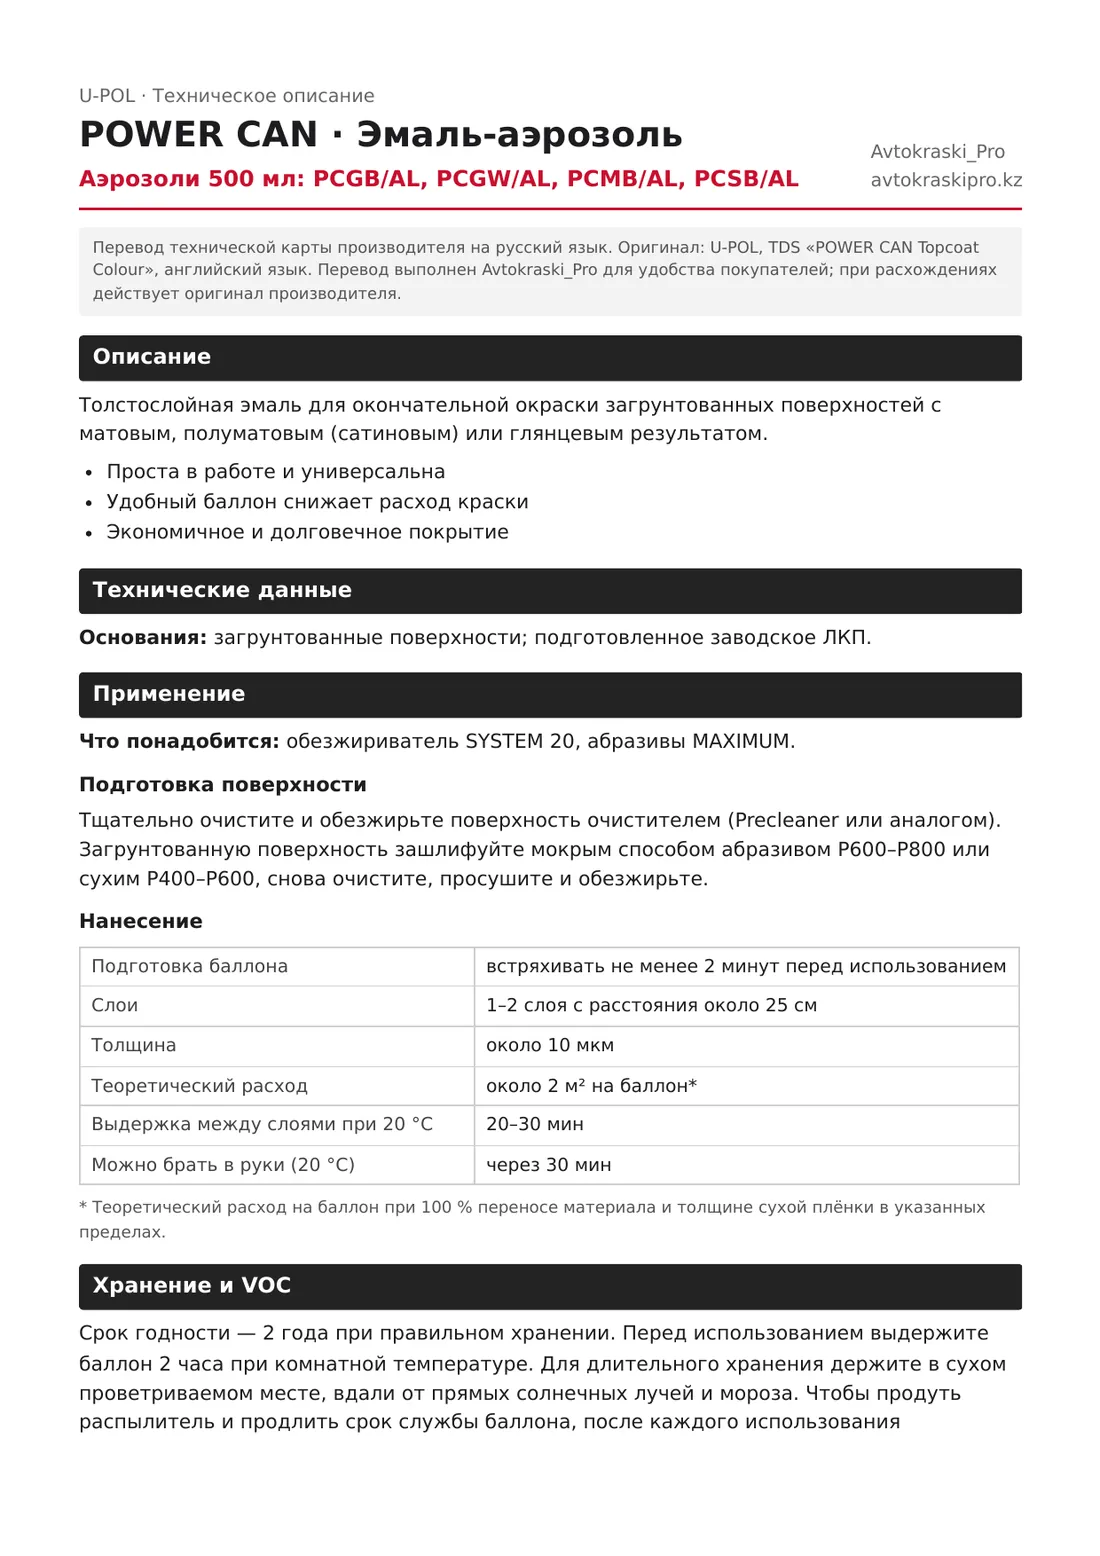 U-POL · Техническое описание
POWER CAN · Эмаль-аэрозоль
Аэрозоли 500 мл: PCGB/AL, PCGW/AL, PCMB/AL, PCSB/AL
Avtokraski_Pro
avtokraskipro.kz
Перевод технической карты производителя на русский язык. Оригинал: U-POL, TDS «POWER CAN Topcoat
Colour», английский язык. Перевод выполнен Avtokraski_Pro для удобства покупателей; при расхождениях
действует оригинал производителя.
Описание
Толстослойная эмаль для окончательной окраски загрунтованных поверхностей с
матовым, полуматовым (сатиновым) или глянцевым результатом.
• Проста в работе и универсальна
• Удобный баллон снижает расход краски
• Экономичное и долговечное покрытие
Технические данные
Основания: загрунтованные поверхности; подготовленное заводское ЛКП.
Применение
Что понадобится: обезжириватель SYSTEM 20, абразивы MAXIMUM.
Подготовка поверхности
Тщательно очистите и обезжирьте поверхность очистителем (Precleaner или аналогом).
Загрунтованную поверхность зашлифуйте мокрым способом абразивом P600–P800 или
сухим P400–P600, снова очистите, просушите и обезжирьте.
Нанесение
Подготовка баллона встряхивать не менее 2 минут перед использованием
Слои 1–2 слоя с расстояния около 25 см
Толщина около 10 мкм
Теоретический расход около 2 м² на баллон*
Выдержка между слоями при 20 °C 20–30 мин
Можно брать в руки (20 °C) через 30 мин
* Теоретический расход на баллон при 100 % переносе материала и толщине сухой плёнки в указанных
пределах.
Хранение и VOC
Срок годности — 2 года при правильном хранении. Перед использованием выдержите
баллон 2 часа при комнатной температуре. Для длительного хранения держите в сухом
проветриваемом месте, вдали от прямых солнечных лучей и мороза. Чтобы продуть
распылитель и продлить срок службы баллона, после каждого использования